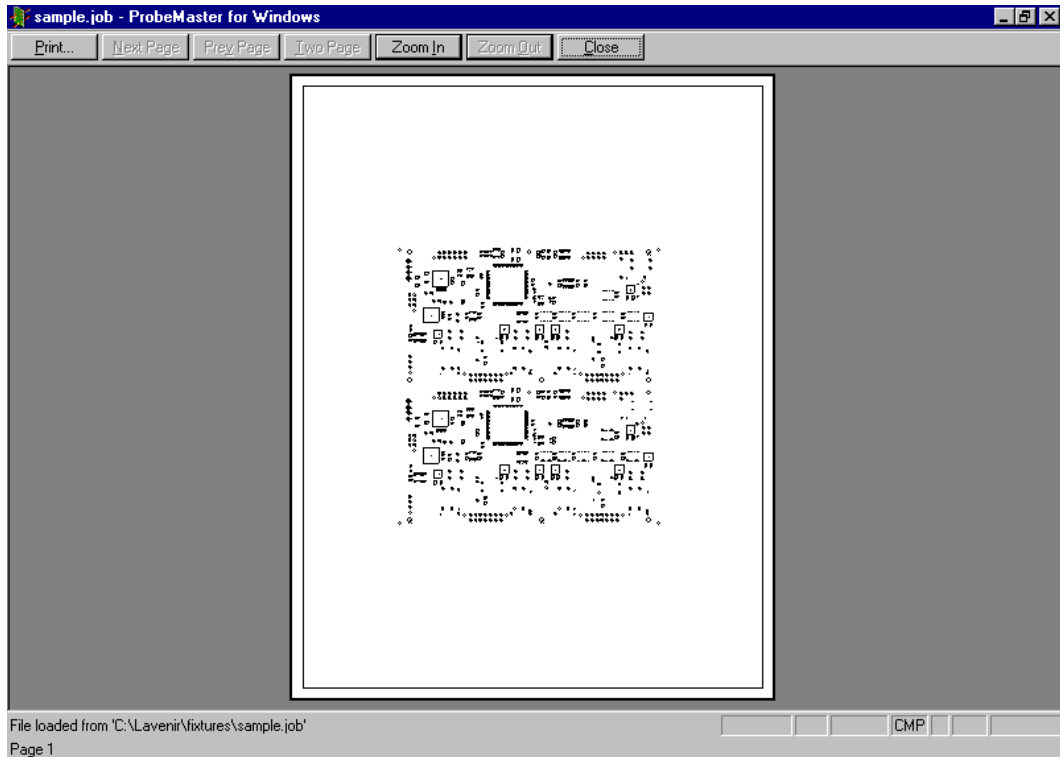 sample.job - ProbeMaster for Windows
Print... Next Page Prev Page Two Page Zoom In Zoom Out Close
File loaded from 'C:\Lavenir\fixtures\sample.job' CMP
Page 1